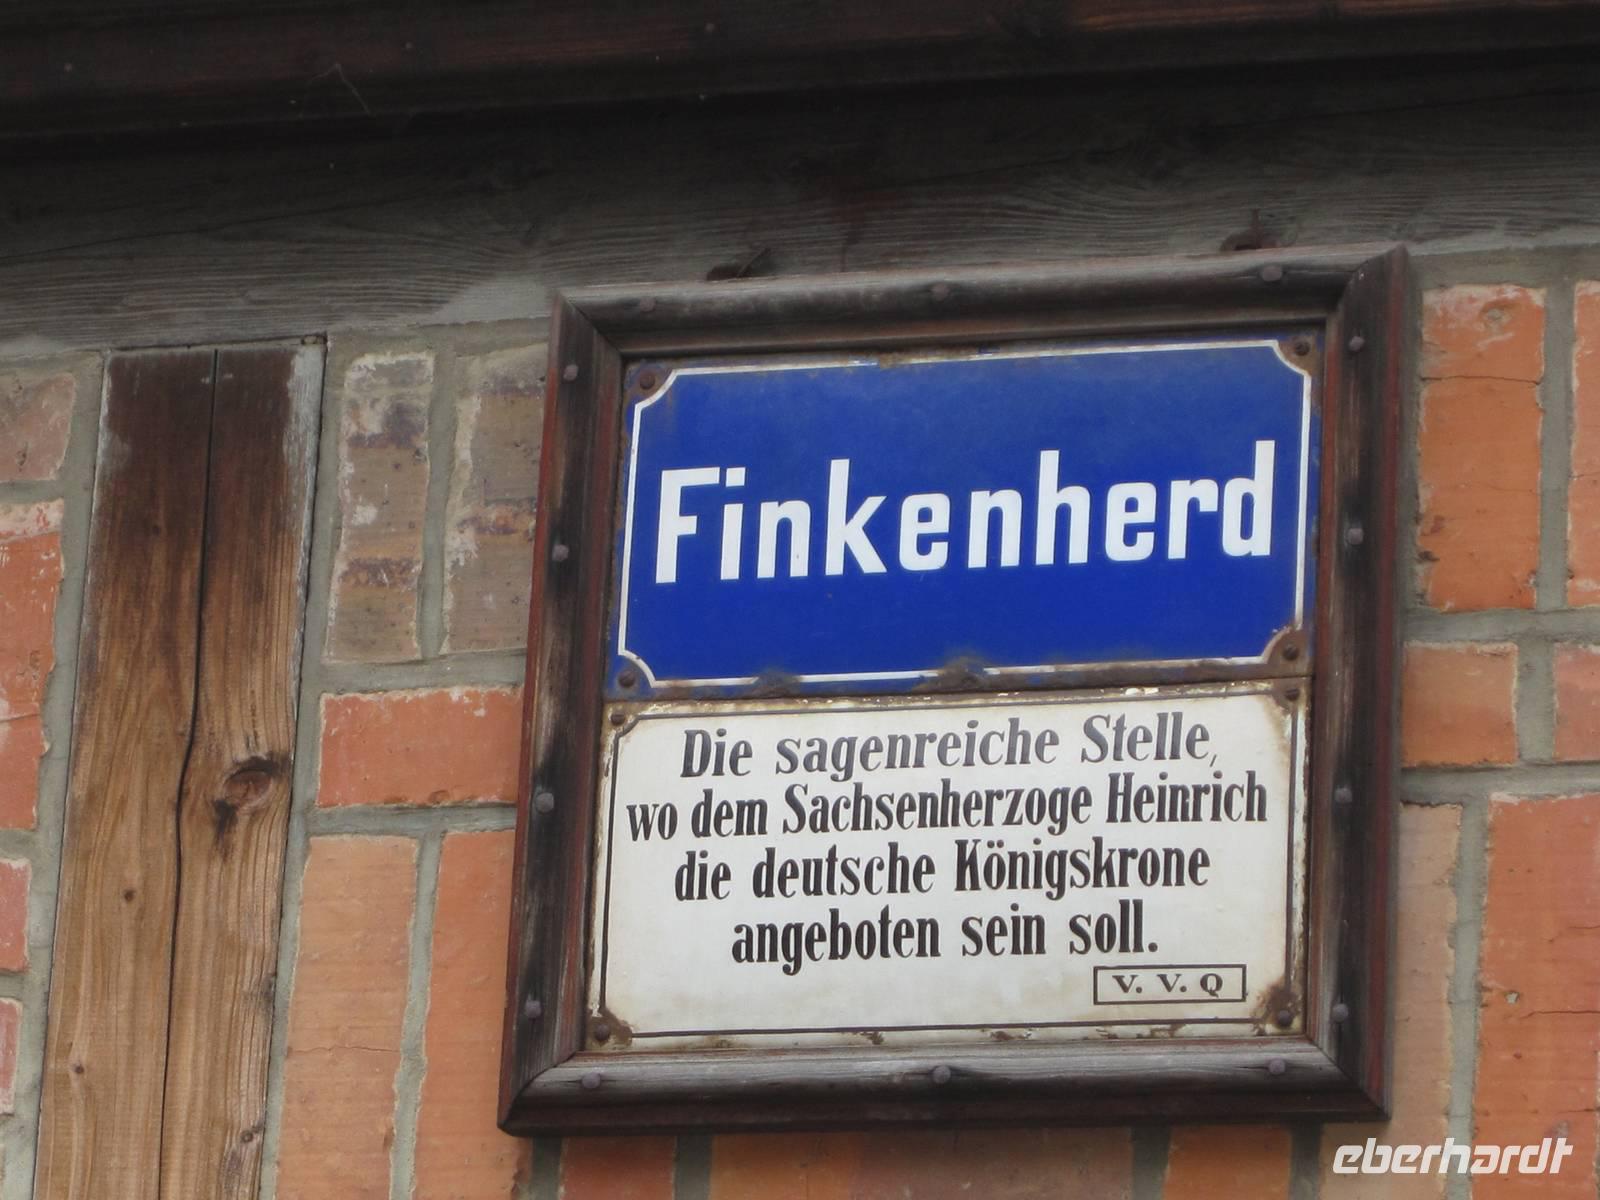 Finkenherd
Die sagenreiche Stelle,
wo dem Sachsenherzoge Heinrich
die deutsche Königskrone
angeboten sein soll.
V. V. Q
eberhardt